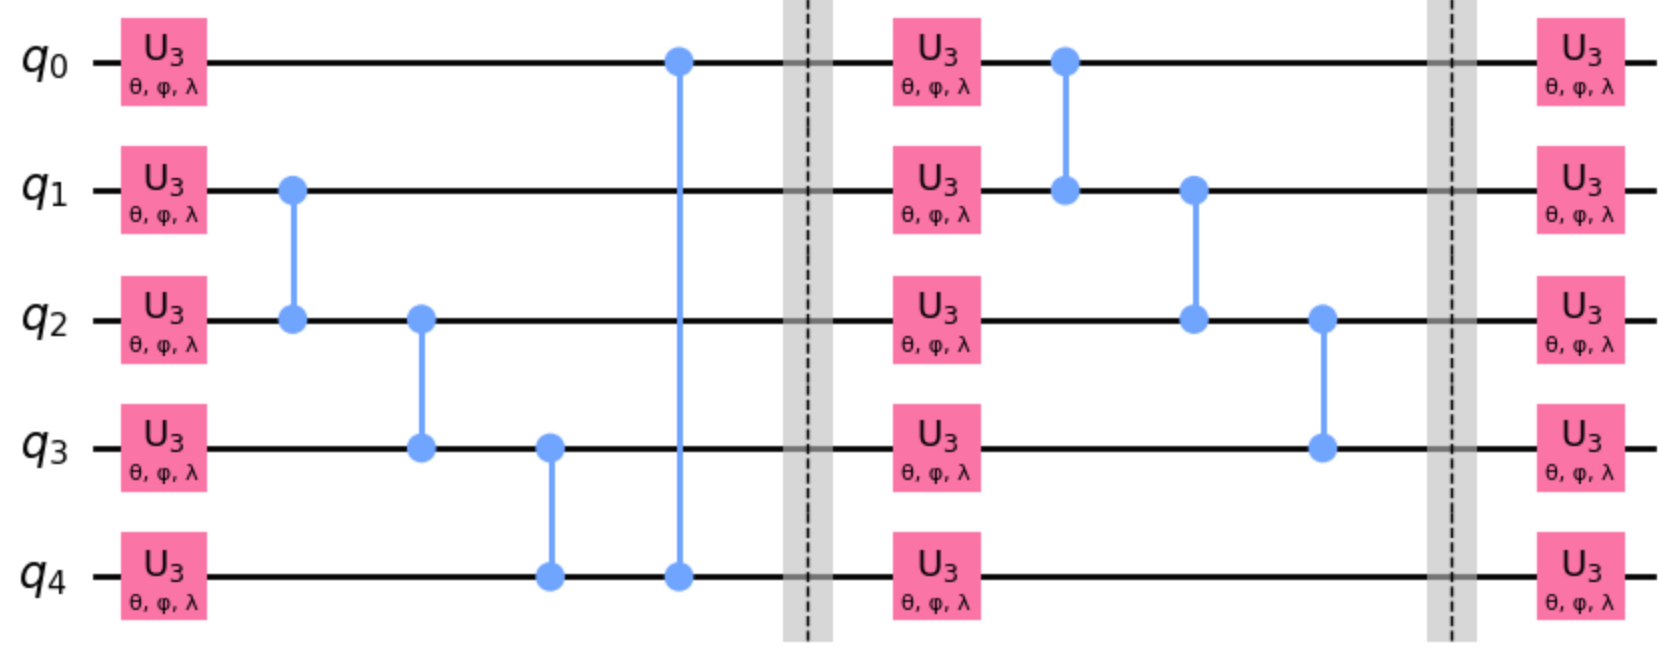 q0 U3 U3 U3
θ, φ, λ θ, φ, λ θ, φ, λ
q1 U3 U3 U3
θ, φ, λ θ, φ, λ θ, φ, λ
q2 U3 U3 U3
θ, φ, λ θ, φ, λ θ, φ, λ
q3 U3 U3 U3
θ, φ, λ θ, φ, λ θ, φ, λ
q4 U3 U3 U3
θ, φ, λ θ, φ, λ θ, φ, λ